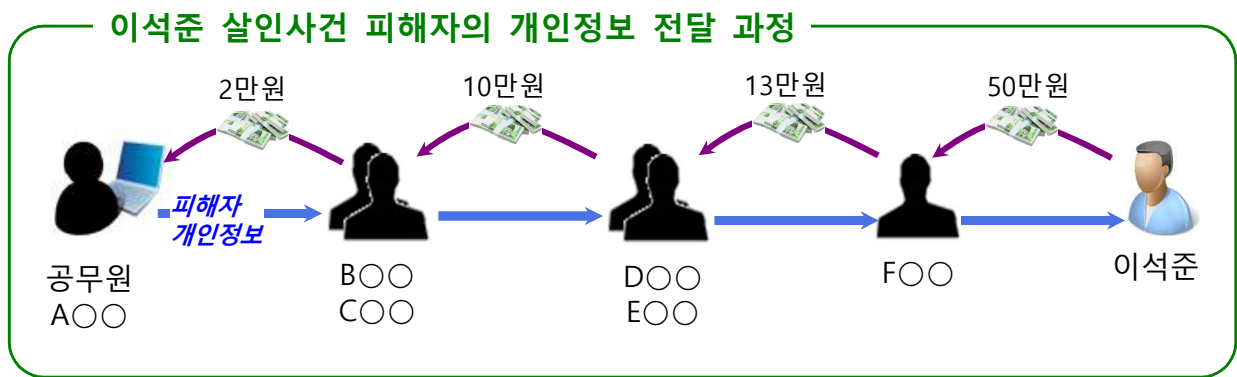 이석준 살인사건 피해자의 개인정보 전달 과정
2만원
10만원
13만원
50만원
피해자
개인정보
공무원
A○○
B○○
C○○
D○○
E○○
F○○
이석준